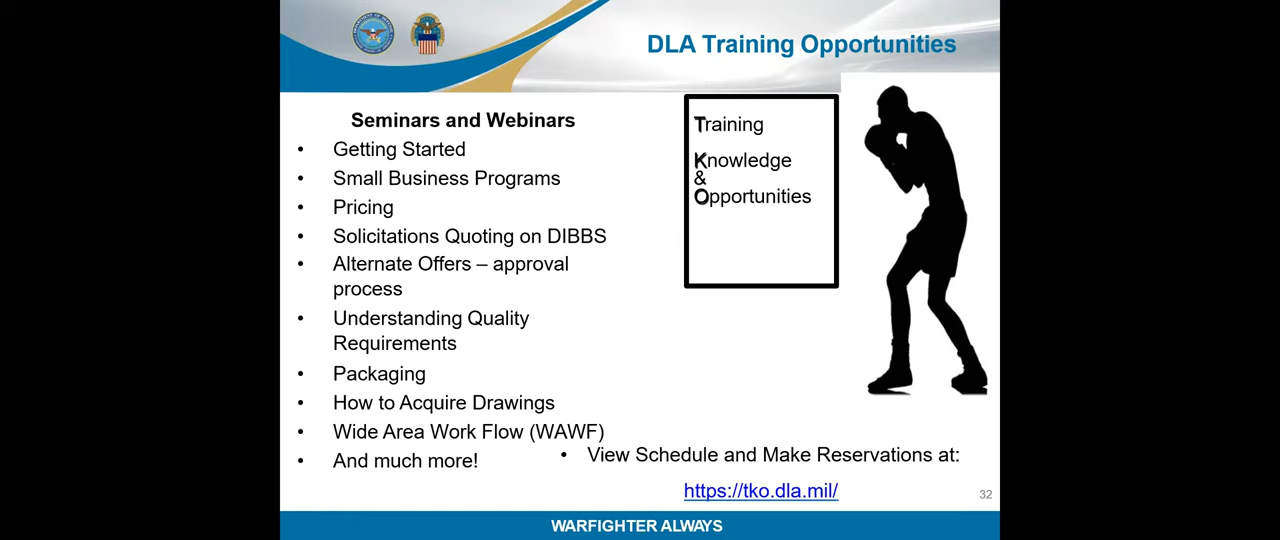 DLA Training Opportunities
Seminars and Webinars
• Getting Started
• Small Business Programs
• Pricing
• Solicitations Quoting on DIBBS
• Alternate Offers – approval
process
• Understanding Quality
Requirements
• Packaging
• How to Acquire Drawings
• Wide Area Work Flow (WAWF)
• And much more!
Training
Knowledge
&
Opportunities
• View Schedule and Make Reservations at:
https://tko.dla.mil/
32
WARFIGHTER ALWAYS